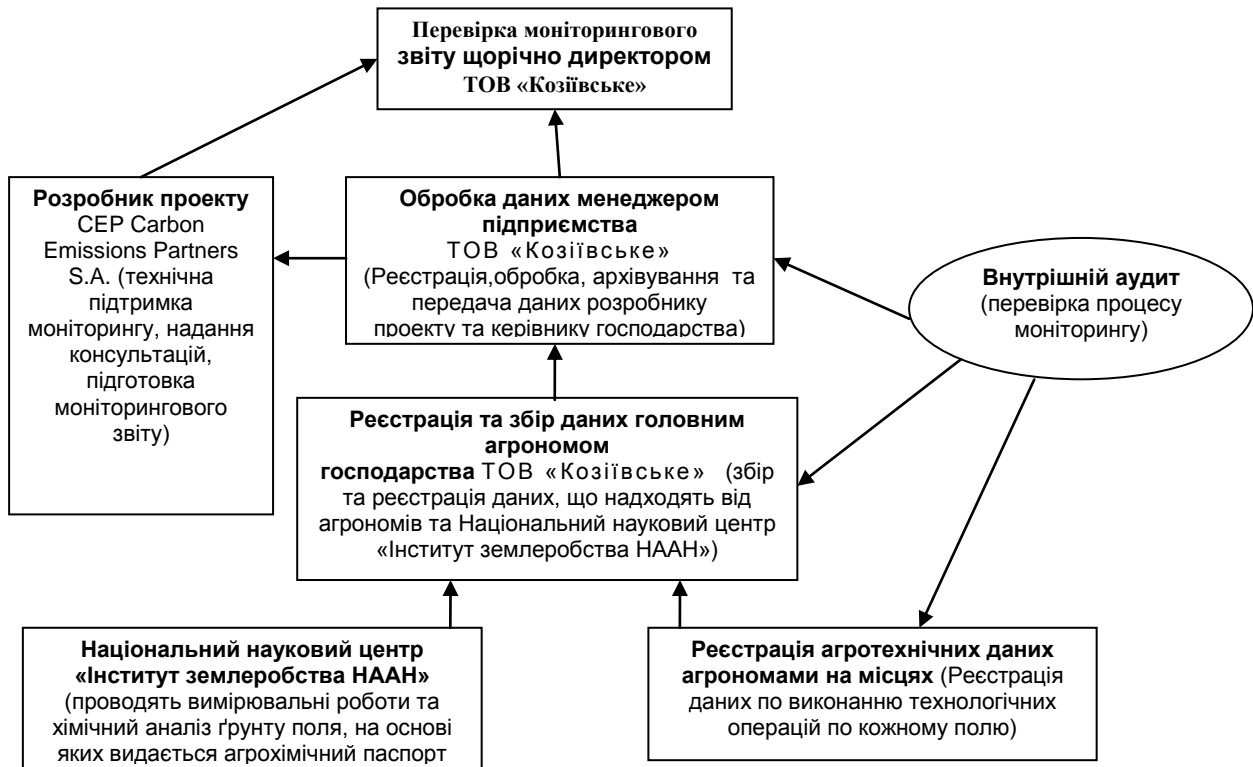 Перевірка моніторингового
звіту щорічно директором
ТОВ «Козіївське»
Розробник проекту
CEP Carbon
Emissions Partners
S.A. (технічна
підтримка
моніторингу, надання
консультацій,
підготовка
моніторингового
звіту)
Обробка даних менеджером
підприємства
ТОВ «Козіївське»
(Реєстрація,обробка, архівування та
передача даних розробнику
проекту та керівнику господарства)
Внутрішній аудит
(перевірка процесу
моніторингу)
Реєстрація та збір даних головним
агрономом
господарства ТОВ «Козіївське» (збір
та реєстрація даних, що надходять від
агрономів та Національний науковий центр
«Інститут землеробства НААН»)
Національний науковий центр
«Інститут землеробства НААН»
(проводять вимірювальні роботи та
хімічний аналіз ґрунту поля, на основі
яких видається агрохімічний паспорт
Реєстрація агротехнічних даних
агрономами на місцях (Реєстрація
даних по виконанню технологічних
операцій по кожному полю)